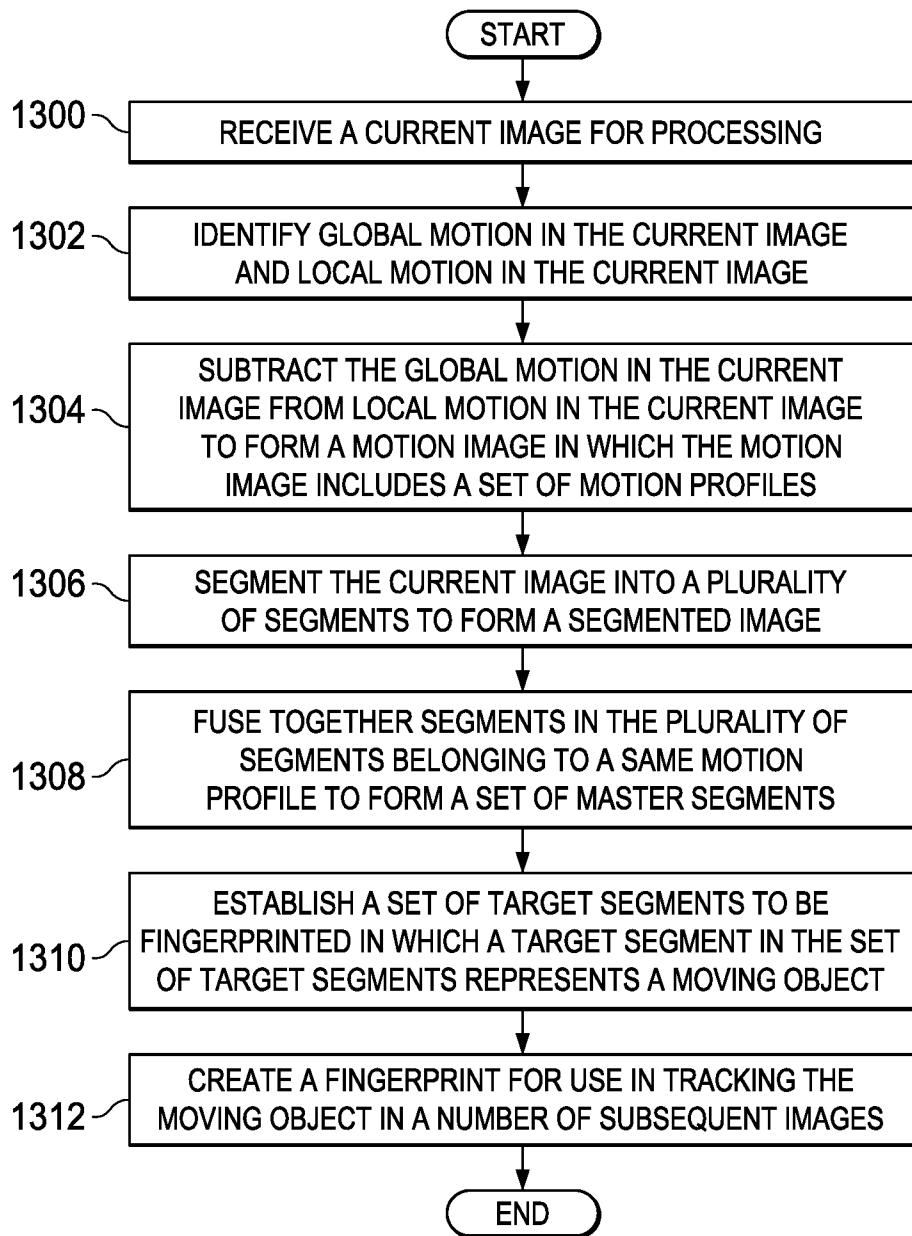 START
1300
RECEIVE A CURRENT IMAGE FOR PROCESSING
1302
IDENTIFY GLOBAL MOTION IN THE CURRENT IMAGE
AND LOCAL MOTION IN THE CURRENT IMAGE
1304
SUBTRACT THE GLOBAL MOTION IN THE CURRENT
IMAGE FROM LOCAL MOTION IN THE CURRENT IMAGE
TO FORM A MOTION IMAGE IN WHICH THE MOTION
IMAGE INCLUDES A SET OF MOTION PROFILES
1306
SEGMENT THE CURRENT IMAGE INTO A PLURALITY
OF SEGMENTS TO FORM A SEGMENTED IMAGE
1308
FUSE TOGETHER SEGMENTS IN THE PLURALITY OF
SEGMENTS BELONGING TO A SAME MOTION
PROFILE TO FORM A SET OF MASTER SEGMENTS
1310
ESTABLISH A SET OF TARGET SEGMENTS TO BE
FINGERPRINTED IN WHICH A TARGET SEGMENT IN THE SET
OF TARGET SEGMENTS REPRESENTS A MOVING OBJECT
1312
CREATE A FINGERPRINT FOR USE IN TRACKING THE
MOVING OBJECT IN A NUMBER OF SUBSEQUENT IMAGES
END